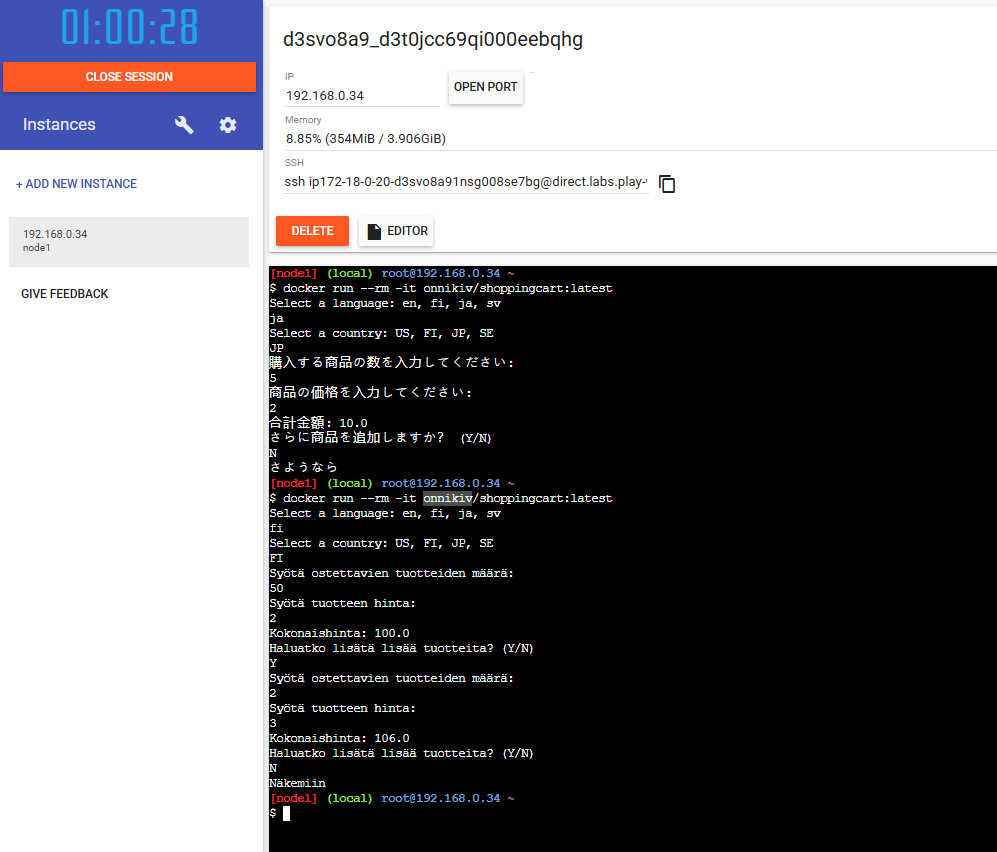 01:00:28
CLOSE SESSION
Instances
+ ADD NEW INSTANCE
192.168.0.34
node1
GIVE FEEDBACK
d3svo8a9_d3t0jcc69qi000eebqhg
IP
192.168.0.34
OPEN PORT
Memory
8.85% (354MiB / 3.906GiB)
SSH
ssh ip172-18-0-20-d3svo8a91nsg008se7bg@direct.labs.play-
DELETE
EDITOR
[node1] (local) root@192.168.0.34 ~
$ docker run --rm -it onnikiv/shoppingcart:latest
Select a language: en, fi, ja, sv
ja
Select a country: US, FI, JP, SE
JP
購入する商品の数を入力してください:
5
商品の価格を入力してください:
2
合計金額: 10.0
さらに商品を追加しますか? (Y/N)
N
さようなら
[node1] (local) root@192.168.0.34 ~
$ docker run --rm -it onnikiv/shoppingcart:latest
Select a language: en, fi, ja, sv
fi
Select a country: US, FI, JP, SE
FI
Syötä ostettavien tuotteiden määrä:
50
Syötä tuotteen hinta:
2
Kokonaishinta: 100.0
Haluatko lisätä lisää tuotteita? (Y/N)
Y
Syötä ostettavien tuotteiden määrä:
2
Syötä tuotteen hinta:
3
Kokonaishinta: 106.0
Haluatko lisätä lisää tuotteita? (Y/N)
N
Näkemiin
[node1] (local) root@192.168.0.34 ~
$